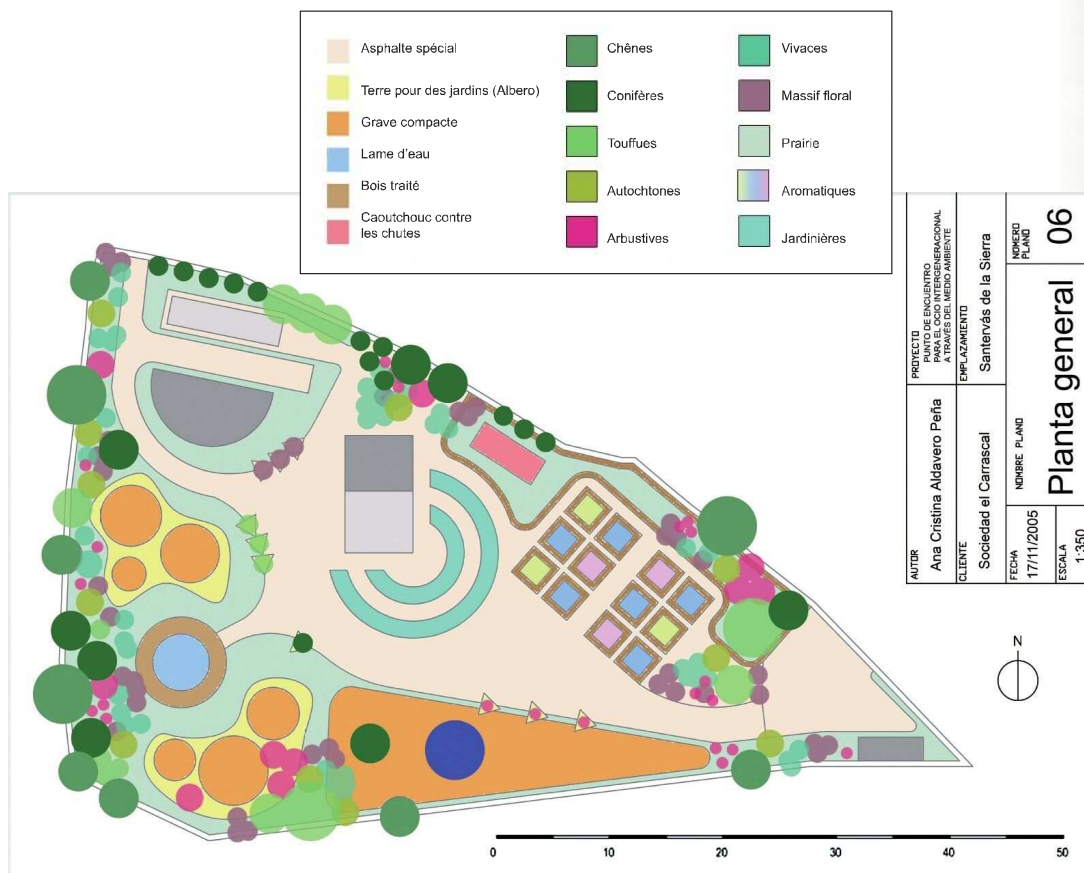 Asphalte spécial
Terre pour des jardins (Albero)
Grave compacte
Lame d'eau
Bois traité
Caoutchouc contre
les chutes
Chênes
Conifères
Touffues
Autochtones
Arbustives
Vivaces
Massif floral
Prairie
Aromatiques
Jardinières
PROYECTO
PUNTO DE ENCUENTRO
PARA EL OCIO INTERGENERACIONAL
A TRAVÉS DEL MEDIO AMBIENTE
EMPLAZAMIENTO
Santervás de la Sierra
NÚMERO
PLANO
06
AUTOR
Ana Cristina Aldavero Peña
CLIENTE
Sociedad el Carrascal
NOMBRE PLANO
Planta general
FECHA
17/11/2005
ESCALA
1:350
N
0 10 20 30 40 50